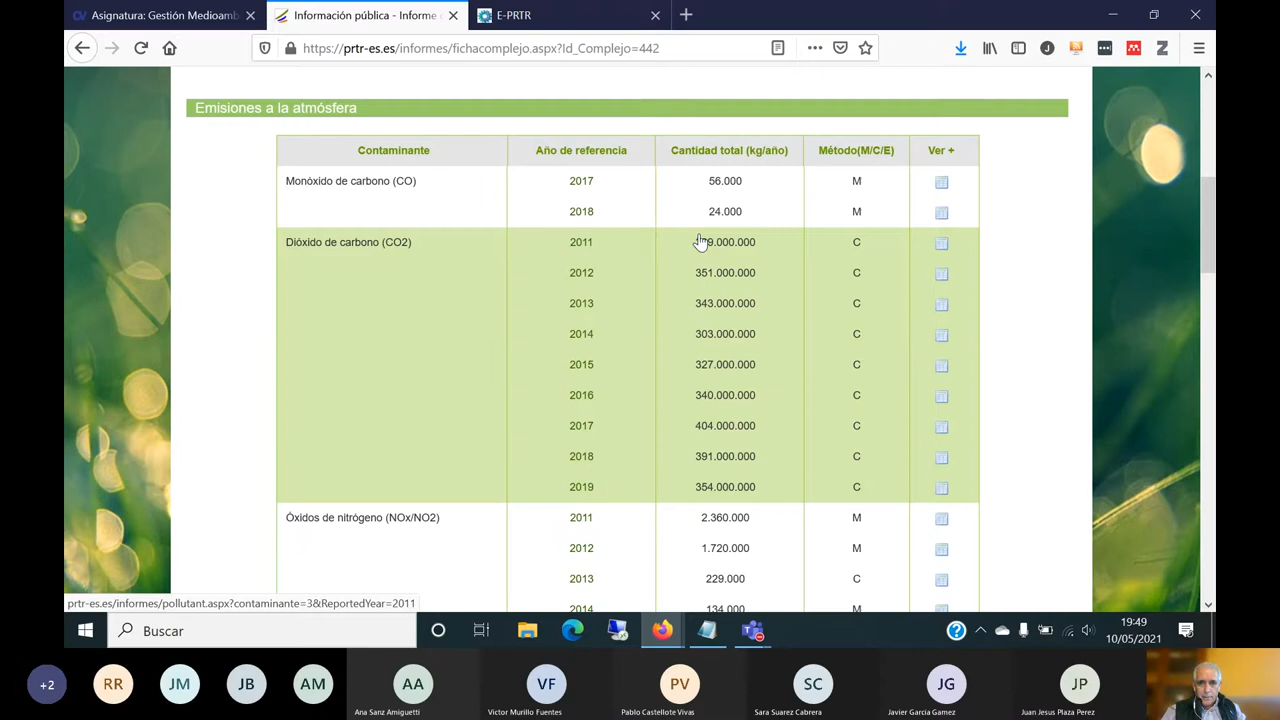 Asignatura: Gestión Medioamb
Información pública - Informe
E-PRTR
https://prtr-es.es/informes/fichacomplejo.aspx?Id_Complejo=442
Emisiones a la atmósfera
Contaminante Año de referencia Cantidad total (kg/año) Método(M/C/E) Ver +
Monóxido de carbono (CO) 2017 56.000 M
2018 24.000 M
Dióxido de carbono (CO2) 2011 9.000.000 C
2012 351.000.000 C
2013 343.000.000 C
2014 303.000.000 C
2015 327.000.000 C
2016 340.000.000 C
2017 404.000.000 C
2018 391.000.000 C
2019 354.000.000 C
Óxidos de nitrógeno (NOx/NO2) 2011 2.360.000 M
2012 1.720.000 M
2013 229.000 C
2014 134.000 M
prtr-es.es/informes/pollutant.aspx?contaminante=3&ReportedYear=2011
Buscar
19:49
10/05/2021
+2
RR
JM
JB
AM
AA
Ana Sanz Amiguetti
VF
Victor Murillo Fuentes
PV
Pablo Castellote Vivas
SC
Sara Suarez Cabrera
JG
Javier Garcia Gamez
JP
Juan Jesus Plaza Perez